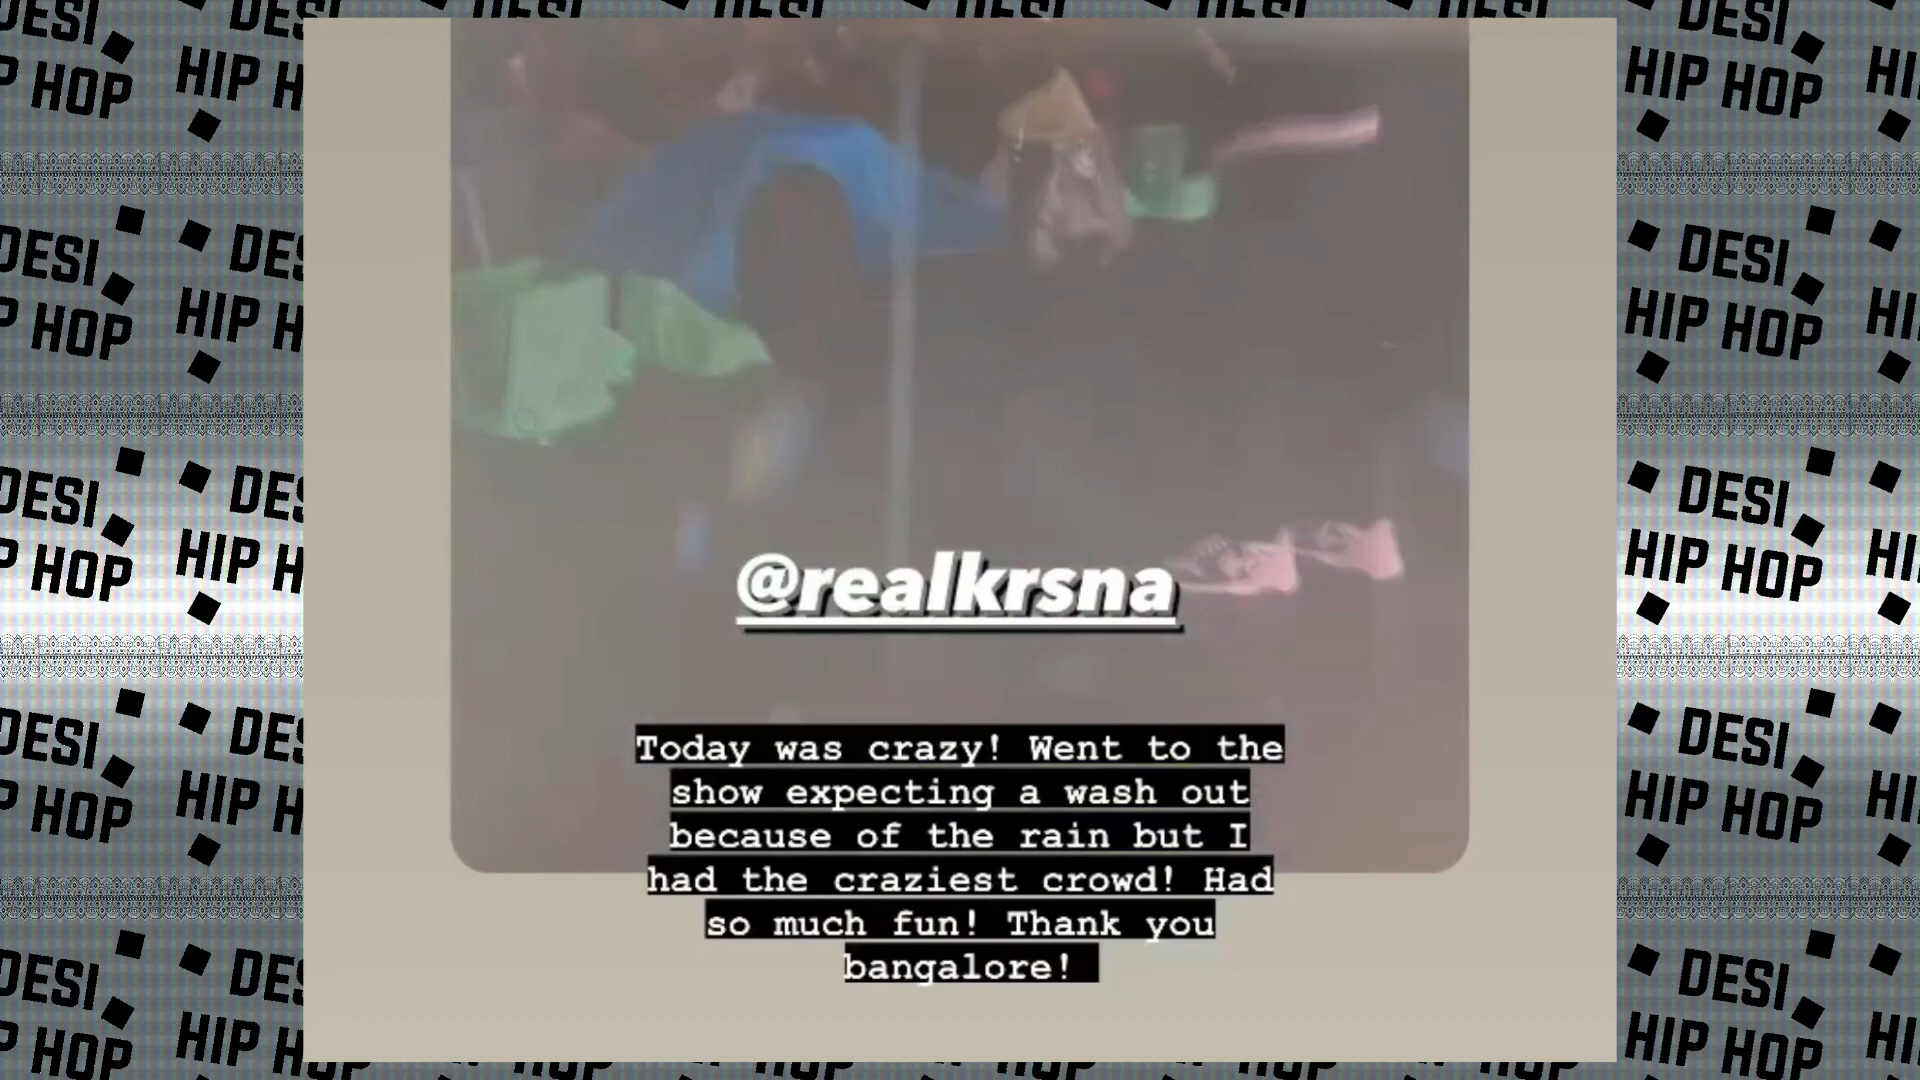 @realkrsna
Today was crazy! Went to the
show expecting a wash out
because of the rain but I
had the craziest crowd! Had
so much fun! Thank you
bangalore!
DESI
HIP HOP